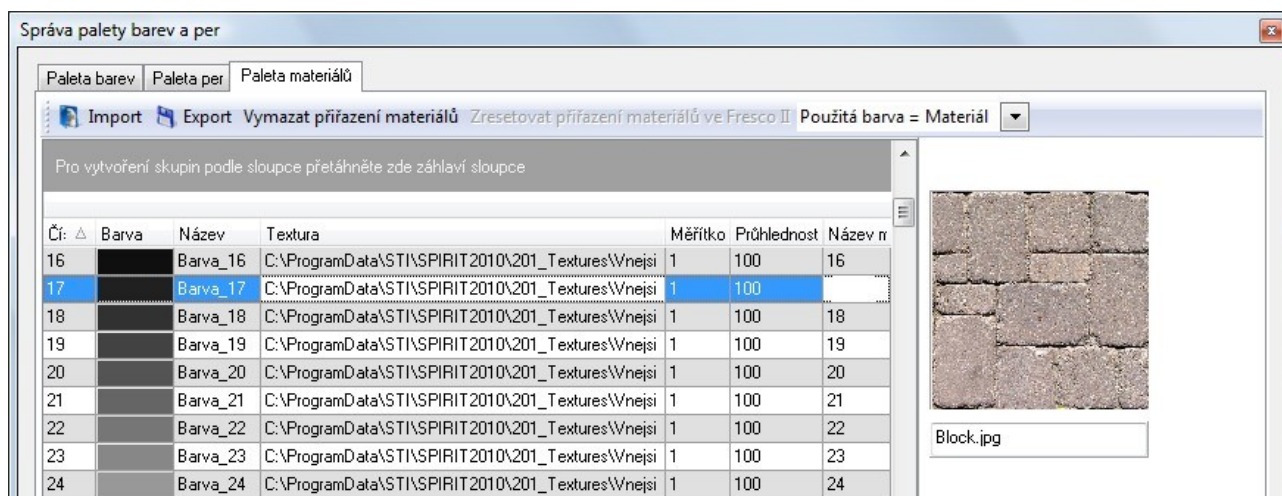 Správa palety barev a per
Paleta barev Paleta per Paleta materiálů
Import Export Vymazat přiřazení materiálů Zresetovat přiřazení materiálů ve Fresco II Použitá barva = Materiál
Pro vytvoření skupin podle sloupce přetáhněte zde záhlaví sloupce
Čí: Barva Název Textura Měřítko Průhlednost Název m
16 Barva_16 C:\ProgramData\STI\SPIRIT2010\201_Textures\Vnejsi 1 100 16
17 Barva_17 C:\ProgramData\STI\SPIRIT2010\201_Textures\Vnejsi 1 100
18 Barva_18 C:\ProgramData\STI\SPIRIT2010\201_Textures\Vnejsi 1 100 18
19 Barva_19 C:\ProgramData\STI\SPIRIT2010\201_Textures\Vnejsi 1 100 19
20 Barva_20 C:\ProgramData\STI\SPIRIT2010\201_Textures\Vnejsi 1 100 20
21 Barva_21 C:\ProgramData\STI\SPIRIT2010\201_Textures\Vnejsi 1 100 21
22 Barva_22 C:\ProgramData\STI\SPIRIT2010\201_Textures\Vnejsi 1 100 22
23 Barva_23 C:\ProgramData\STI\SPIRIT2010\201_Textures\Vnejsi 1 100 23
24 Barva_24 C:\ProgramData\STI\SPIRIT2010\201_Textures\Vnejsi 1 100 24
Block.jpg